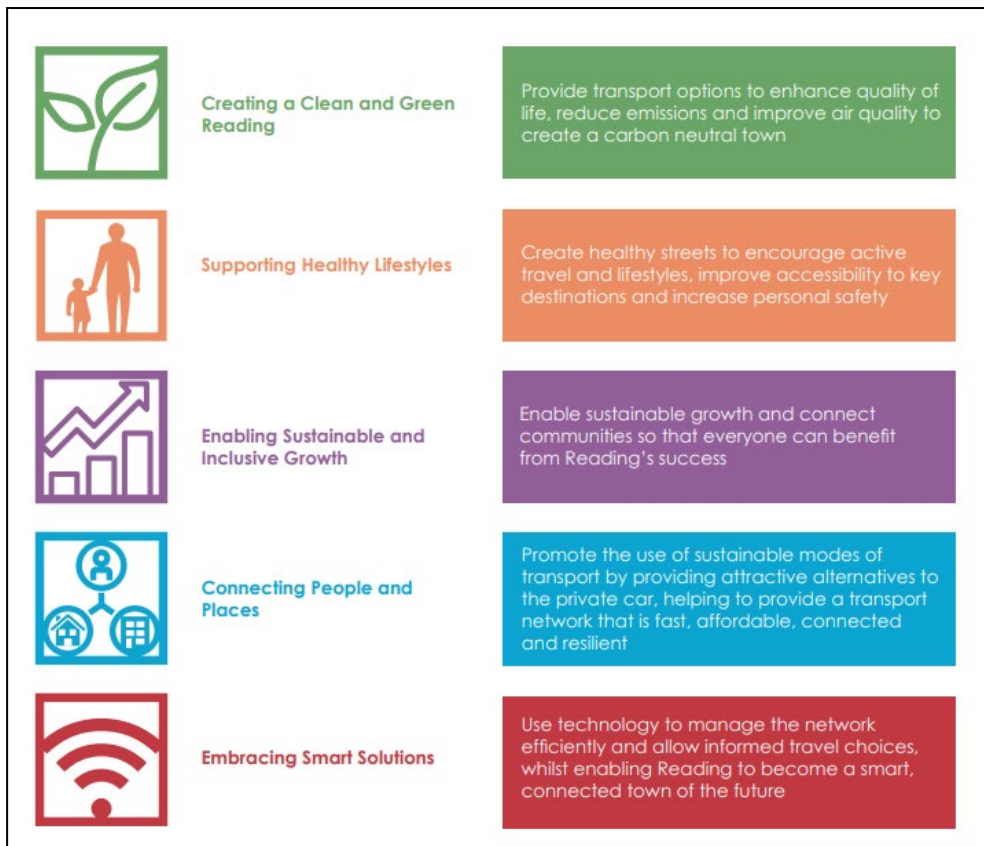 Creating a Clean and Green
Reading
Provide transport options to enhance quality of
life, reduce emissions and improve air quality to
create a carbon neutral town
Supporting Healthy Lifestyles
Create healthy streets to encourage active
travel and lifestyles, improve accessibility to key
destinations and increase personal safety
Enabling Sustainable and
Inclusive Growth
Enable sustainable growth and connect
communities so that everyone can benefit
from Reading’s success
Connecting People and
Places
Promote the use of sustainable modes of
transport by providing attractive alternatives to
the private car, helping to provide a transport
network that is fast, affordable, connected
and resilient
Embracing Smart Solutions
Use technology to manage the network
efficiently and allow informed travel choices,
whilst enabling Reading to become a smart,
connected town of the future